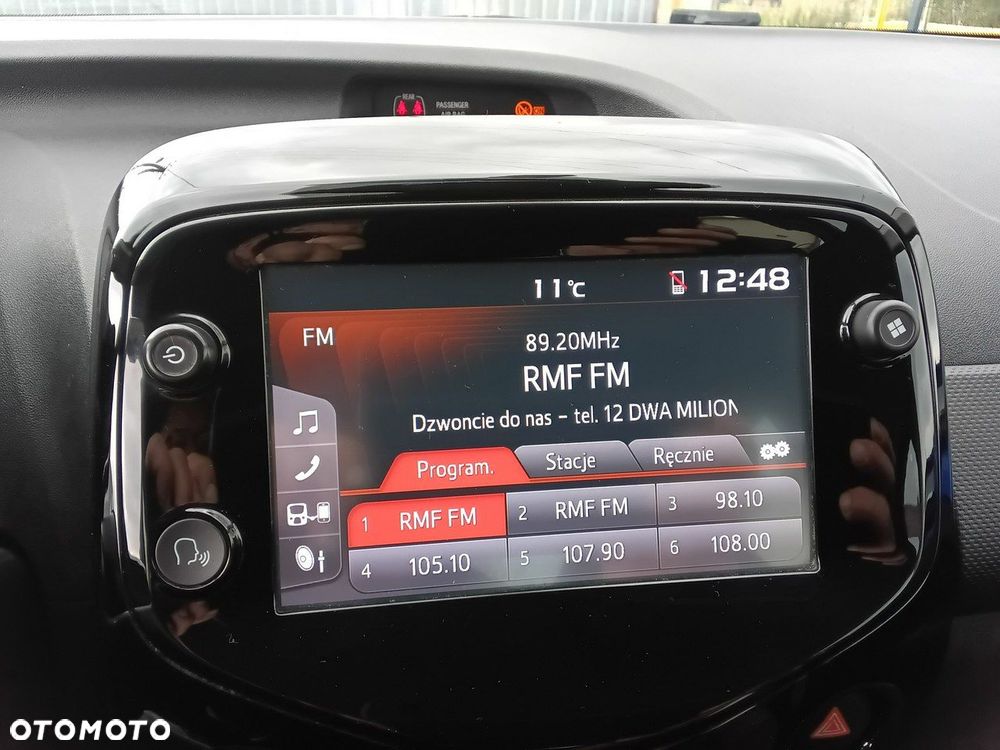 REAR
PASSENGER
AIR BAG
ON
11°C
12:48
FM
89.20MHz
RMF FM
Dzwoncie do nas - tel. 12 DWA MILION
Program.
Stacje
Ręcznie
1 RMF FM
2 RMF FM
3 98.10
4 105.10
5 107.90
6 108.00
OTOMOTO